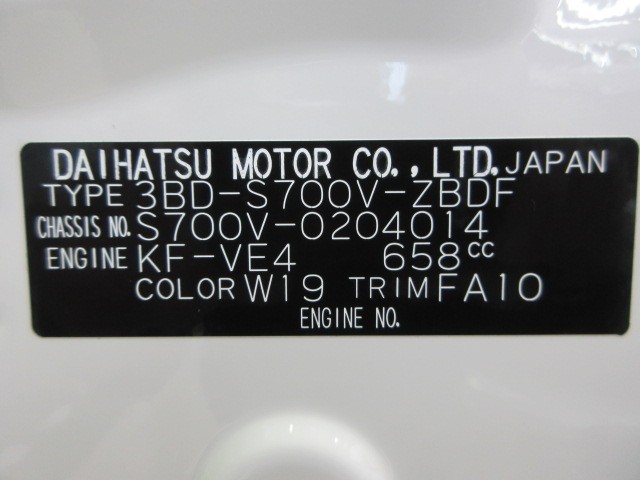 DAIHATSU MOTOR CO., LTD. JAPAN
TYPE 3BD-S700V-ZBDF
CHASSIS NO. S700V-0204014
ENGINE KF-VE4 658cc
COLOR W19 TRIM FA10
ENGINE NO.